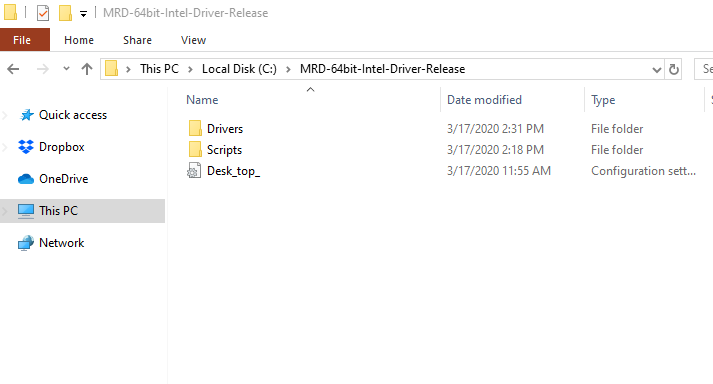 MRD-64bit-Intel-Driver-Release
File Home Share View
This PC Local Disk (C:) MRD-64bit-Intel-Driver-Release Se
Name Date modified Type S
Quick access
Dropbox
OneDrive
This PC
Network
Drivers 3/17/2020 2:31 PM File folder
Scripts 3/17/2020 2:18 PM File folder
Desk_top_ 3/17/2020 11:55 AM Configuration sett...